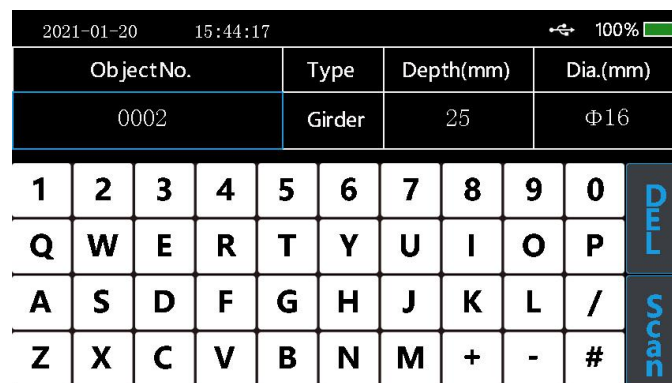 2021-01-20 15:44:17 100%
ObjectNo. Type Depth(mm) Dia.(mm)
0002 Girder 25 Φ16
1 2 3 4 5 6 7 8 9 0
Q W E R T Y U I O P
DEL
A S D F G H J K L /
Z X C V B N M + - #
Scan